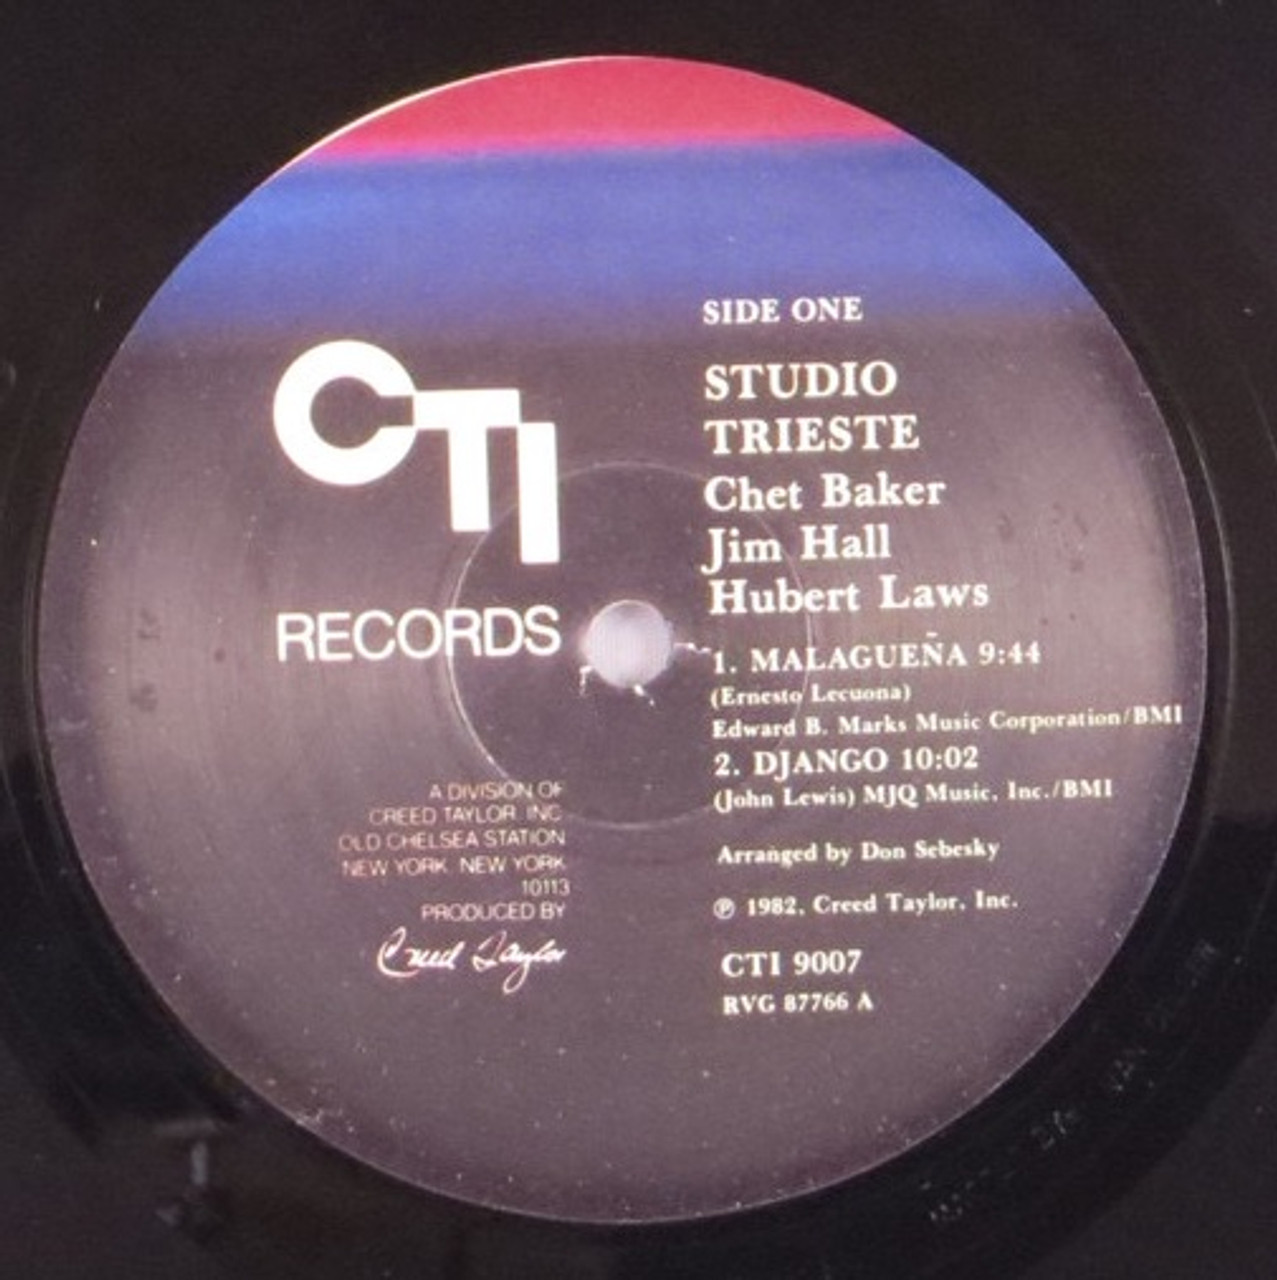 CTI
RECORDS
A DIVISION OF
CREED TAYLOR, INC.
OLD CHELSEA STATION
NEW YORK, NEW YORK
10113
PRODUCED BY
Creed Taylor
SIDE ONE
STUDIO
TRIESTE
Chet Baker
Jim Hall
Hubert Laws
1. MALAGUEÑA 9:44
(Ernesto Lecuona)
Edward B. Marks Music Corporation/BMI
2. DJANGO 10:02
(John Lewis) MJQ Music, Inc./BMI
Arranged by Don Sebesky
℗ 1982, Creed Taylor, Inc.
CTI 9007
RVG 87766 A